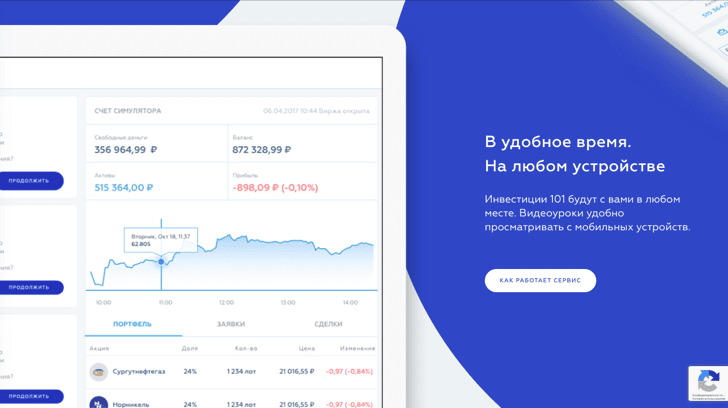 515 364,0
СЧЕТ СИМУЛЯТОРА
06.04.2017 10:44 Биржа открыта
Свободные деньги
Баланс
356 964,99 ₽
872 328,99 ₽
Активы
Прибыль
515 364,00 ₽
-898,09 ₽ (-0,10%)
ПРОДОЛЖИТЬ
Вторник, Окт 18, 11:37
62.805
10:00
11:00
12:00
13:00
14:00
ПРОДОЛЖИТЬ
ПОРТФЕЛЬ
ЗАЯВКИ
СДЕЛКИ
Акция
Доля
Кол-во
Цена
Изменения
Сургутнефтегаз
24%
1 234 лот
21 016,55 ₽
-0,97 (-0,84%)
ПРОДОЛЖИТЬ
Норникель
24%
1 234 лот
21 016,55 ₽
-0,97 (-0,84%)
В удобное время.
На любом устройстве
Инвестиции 101 будут с вами в любом
месте. Видеоуроки удобно
просматривать с мобильных устройств.
КАК РАБОТАЕТ СЕРВИС